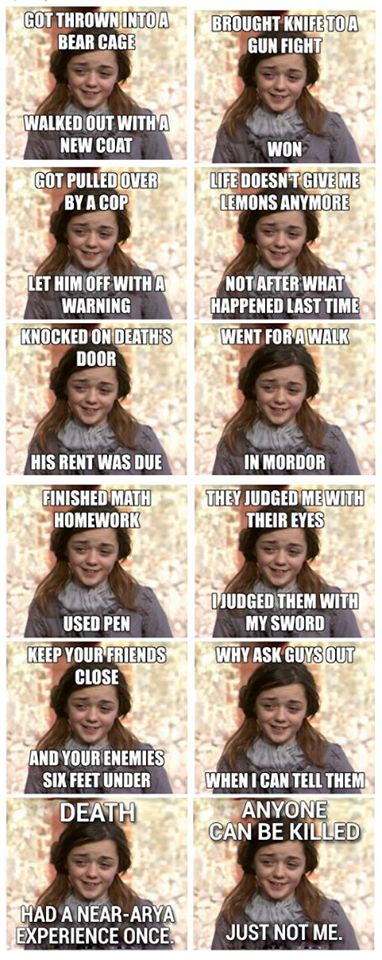 GOT THROWN INTO A
BEAR CAGE
WALKED OUT WITH A
NEW COAT
BROUGHT KNIFE TO A
GUN FIGHT
WON
GOT PULLED OVER
BY A COP
LET HIM OFF WITH A
WARNING
LIFE DOESN'T GIVE ME
LEMONS ANYMORE
NOT AFTER WHAT
HAPPENED LAST TIME
KNOCKED ON DEATH'S
DOOR
HIS RENT WAS DUE
WENT FOR A WALK
IN MORDOR
FINISHED MATH
HOMEWORK
USED PEN
THEY JUDGED ME WITH
THEIR EYES
I JUDGED THEM WITH
MY SWORD
KEEP YOUR FRIENDS
CLOSE
AND YOUR ENEMIES
SIX FEET UNDER
WHY ASK GUYS OUT
WHEN I CAN TELL THEM
DEATH
HAD A NEAR-ARYA
EXPERIENCE ONCE.
ANYONE
CAN BE KILLED
JUST NOT ME.